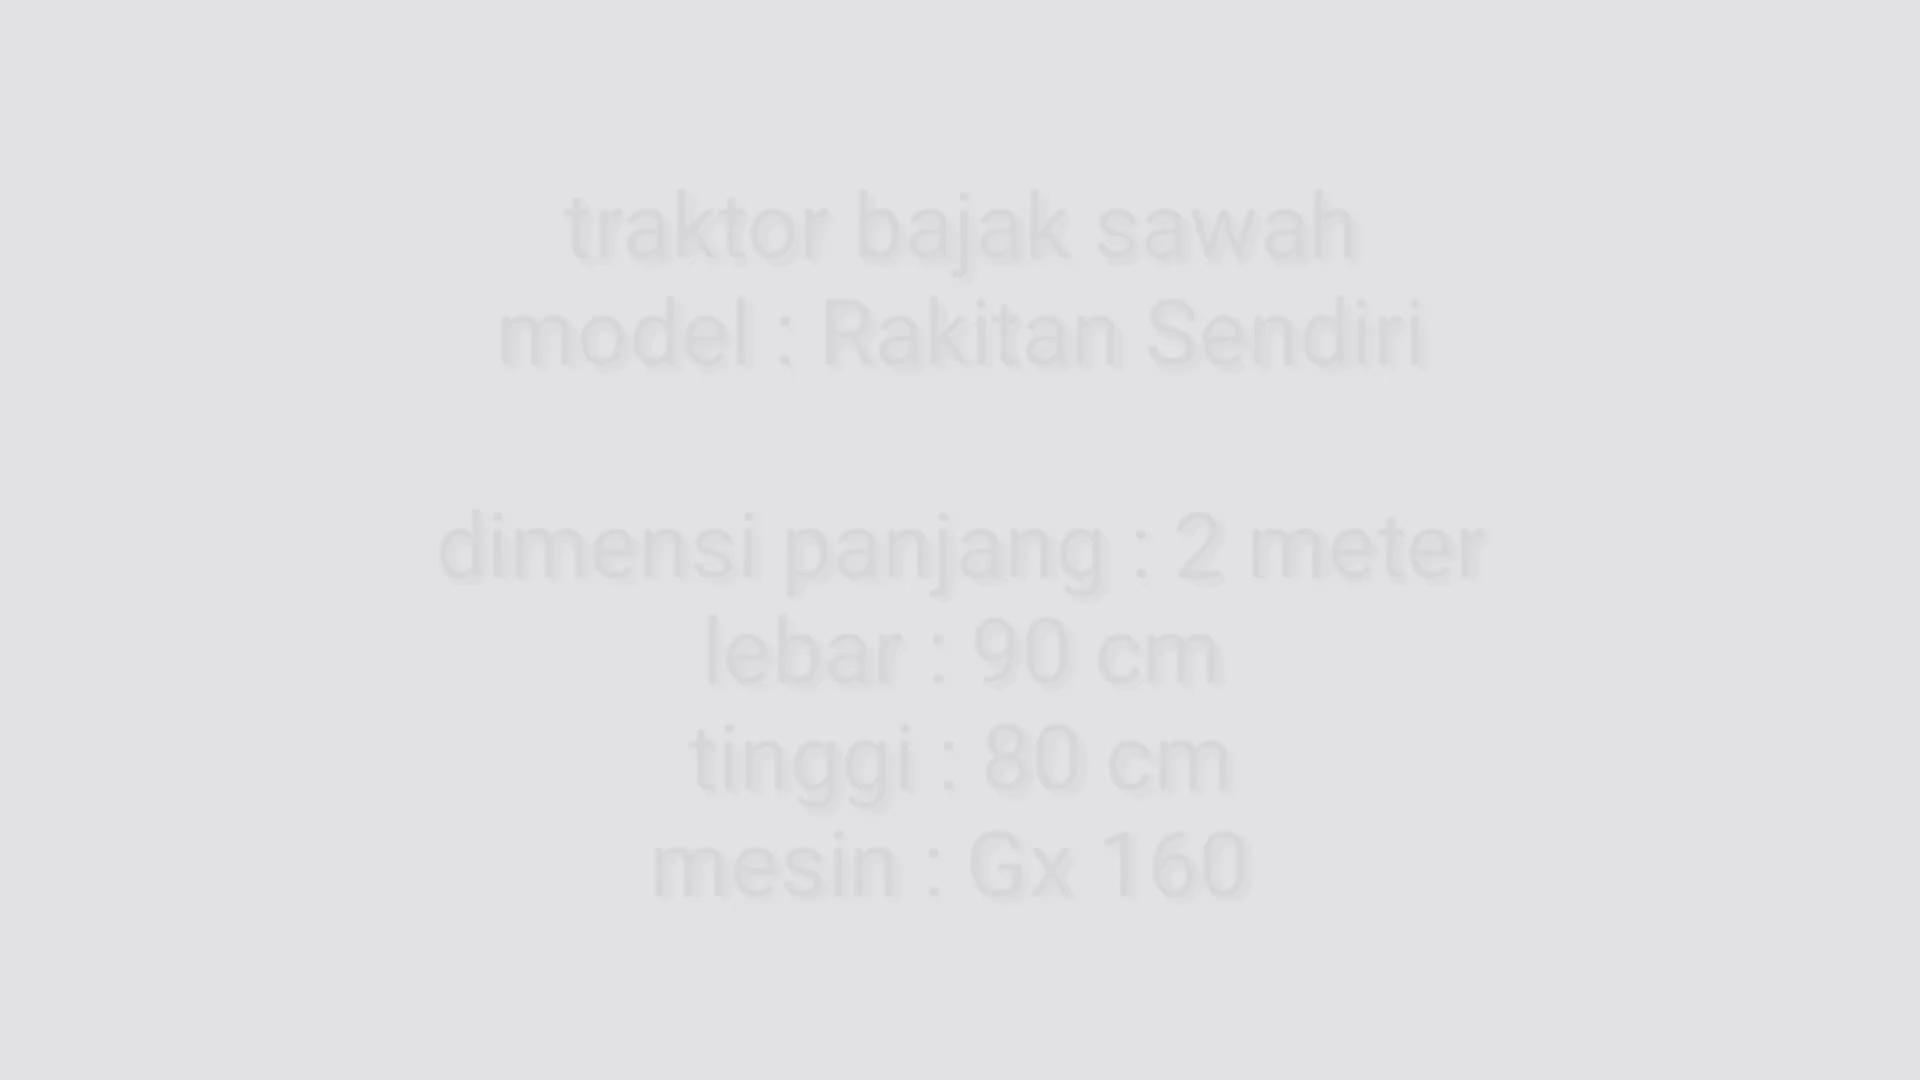 traktor bajak sawah
model : Rakitan Sendiri
dimensi panjang : 2 meter
lebar : 90 cm
tinggi : 80 cm
mesin : Gx 160